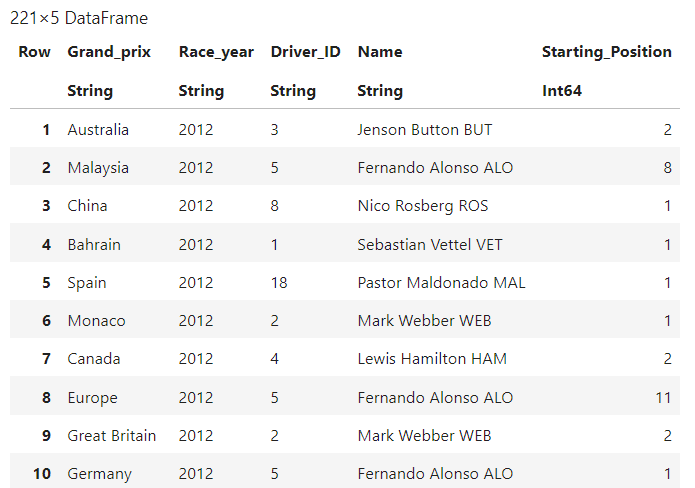 221×5 DataFrame
Row Grand_prix Race_year Driver_ID Name Starting_Position
String String String String Int64
1 Australia 2012 3 Jenson Button BUT 2
2 Malaysia 2012 5 Fernando Alonso ALO 8
3 China 2012 8 Nico Rosberg ROS 1
4 Bahrain 2012 1 Sebastian Vettel VET 1
5 Spain 2012 18 Pastor Maldonado MAL 1
6 Monaco 2012 2 Mark Webber WEB 1
7 Canada 2012 4 Lewis Hamilton HAM 2
8 Europe 2012 5 Fernando Alonso ALO 11
9 Great Britain 2012 2 Mark Webber WEB 2
10 Germany 2012 5 Fernando Alonso ALO 1